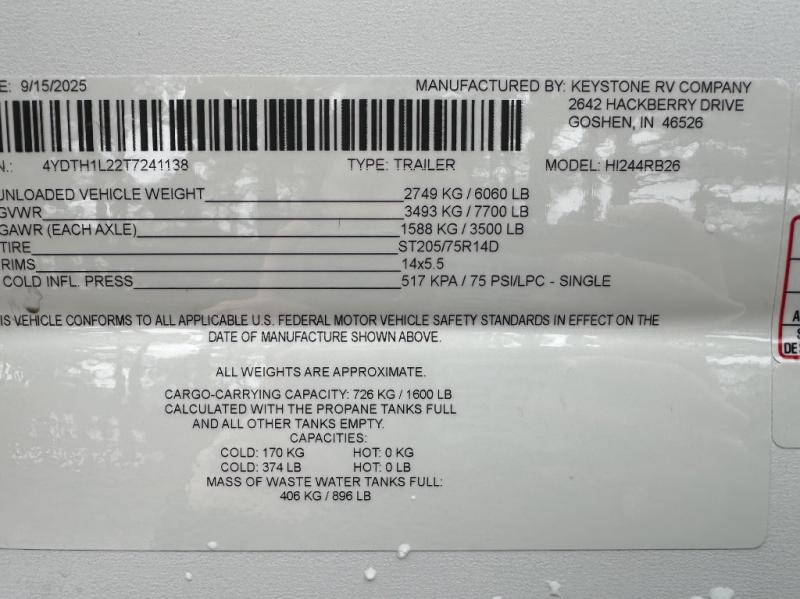 E: 9/15/2025 MANUFACTURED BY: KEYSTONE RV COMPANY
2642 HACKBERRY DRIVE
GOSHEN, IN 46526
N.: 4YDTH1L22T7241138 TYPE: TRAILER MODEL: HI244RB26
UNLOADED VEHICLE WEIGHT 2749 KG / 6060 LB
GVWR 3493 KG / 7700 LB
GAWR (EACH AXLE) 1588 KG / 3500 LB
TIRE ST205/75R14D
RIMS 14x5.5
COLD INFL. PRESS 517 KPA / 75 PSI/LPC - SINGLE
IS VEHICLE CONFORMS TO ALL APPLICABLE U.S. FEDERAL MOTOR VEHICLE SAFETY STANDARDS IN EFFECT ON THE
DATE OF MANUFACTURE SHOWN ABOVE.
ALL WEIGHTS ARE APPROXIMATE.
CARGO-CARRYING CAPACITY: 726 KG / 1600 LB
CALCULATED WITH THE PROPANE TANKS FULL
AND ALL OTHER TANKS EMPTY.
CAPACITIES:
COLD: 170 KG HOT: 0 KG
COLD: 374 LB HOT: 0 LB
MASS OF WASTE WATER TANKS FULL:
406 KG / 896 LB
A
S
DES